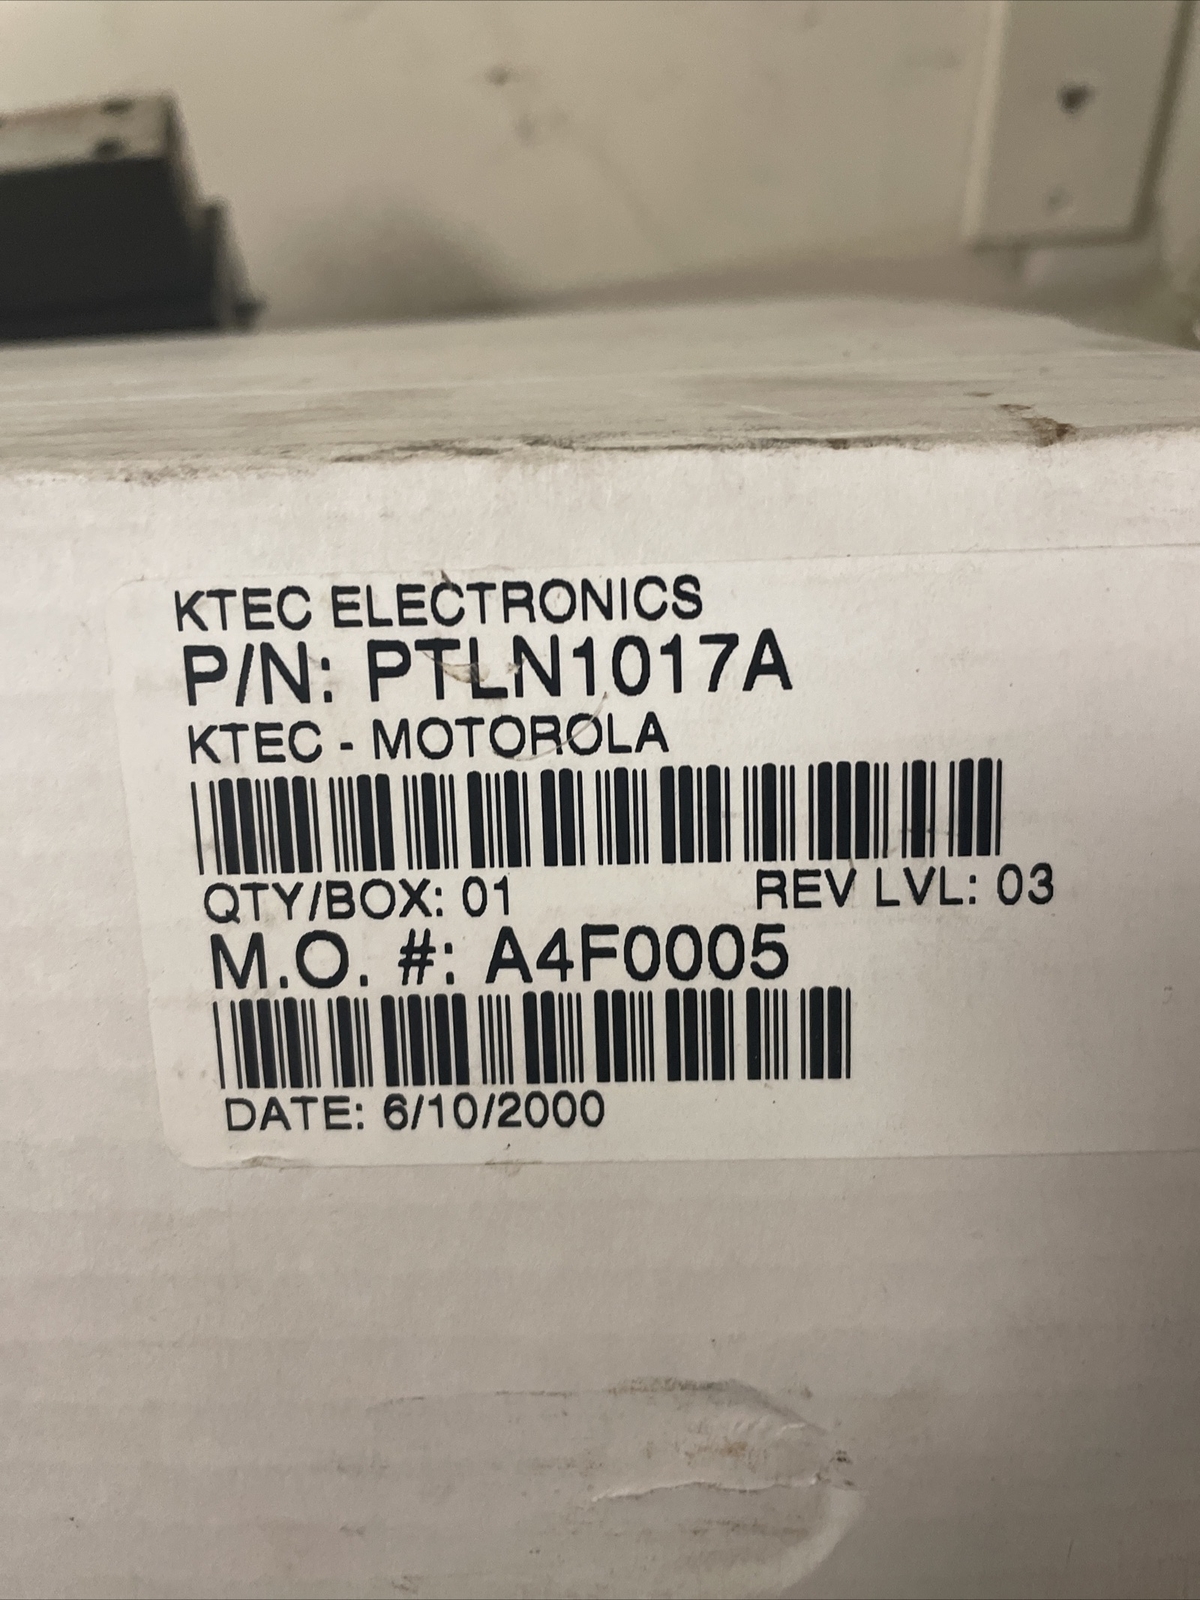 KTEC ELECTRONICS
P/N: PTLN1017A
KTEC - MOTOROLA
QTY/BOX: 01 REV LVL: 03
M.O. #: A4F0005
DATE: 6/10/2000